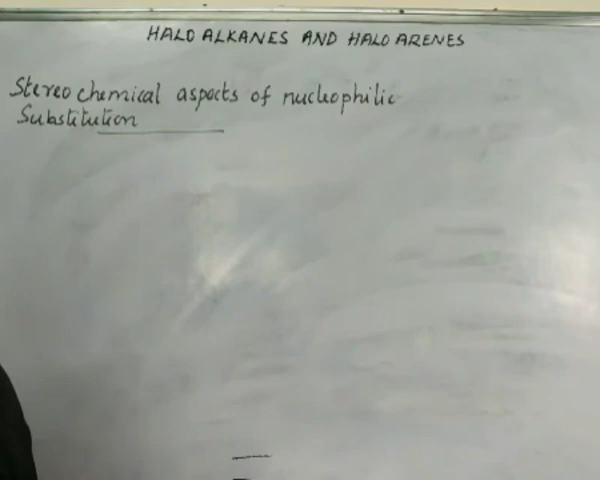 HALO ALKANES AND HALO ARENES
Stereo chemical aspects of nucleophilic
Substitution